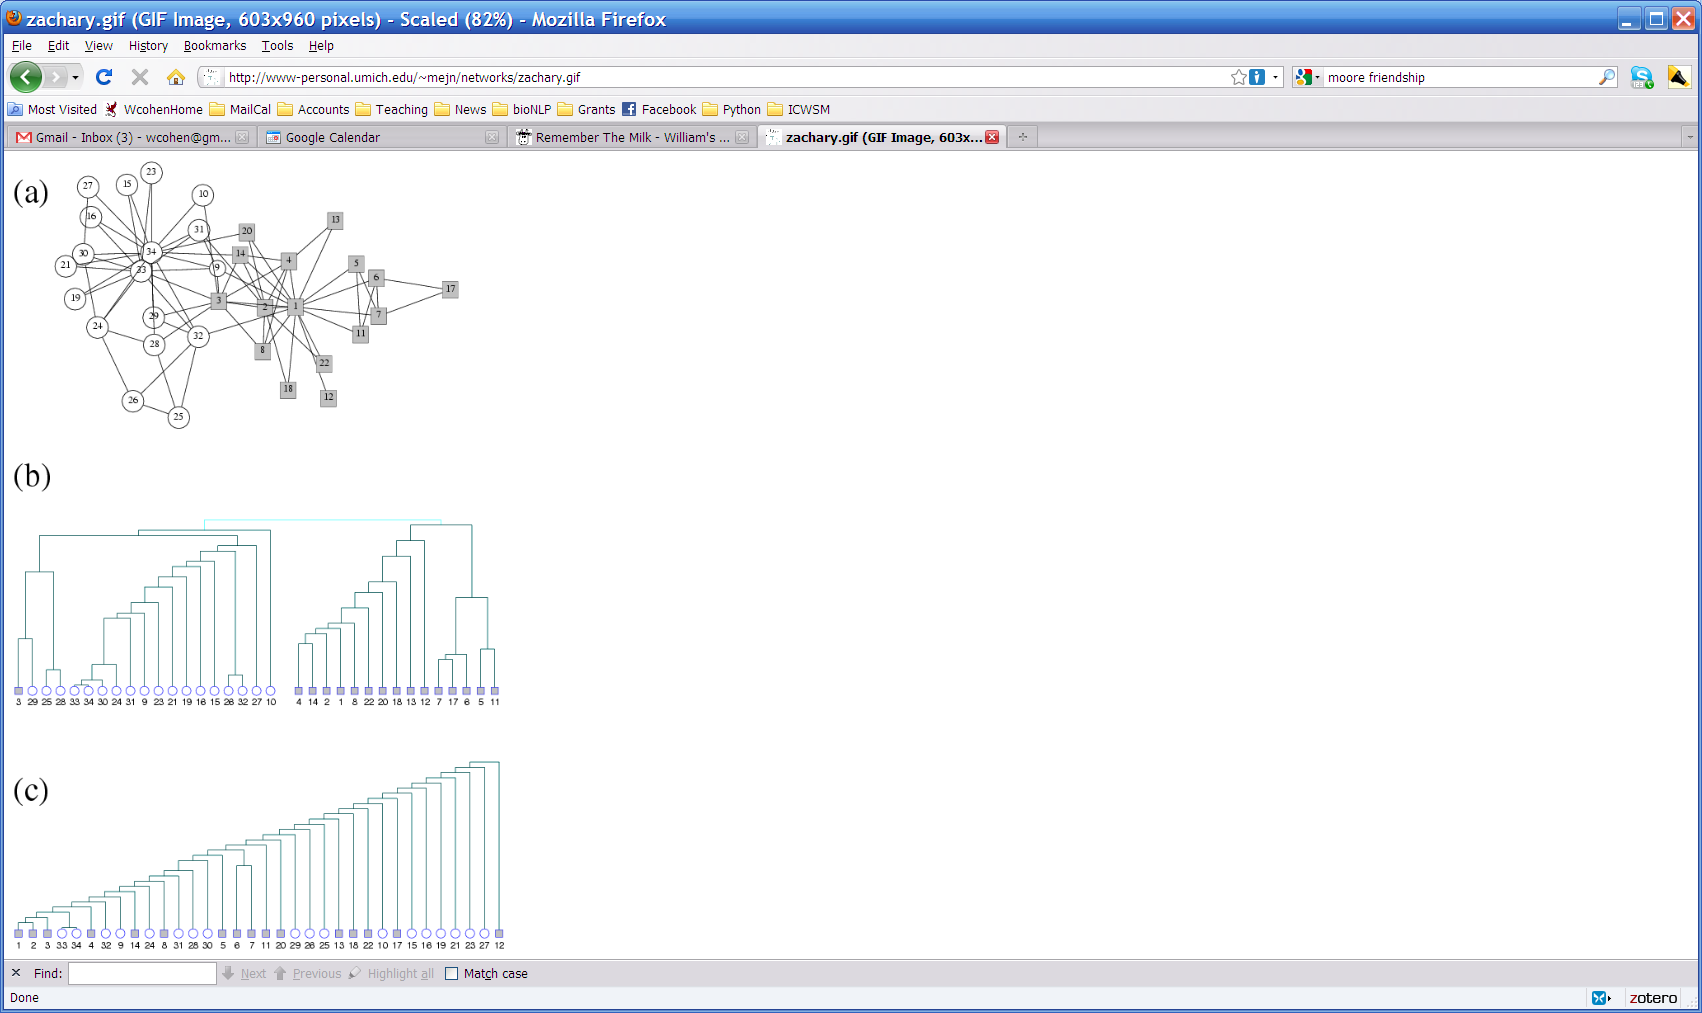 zachary.gif (GIF Image, 603x960 pixels) - Scaled (82%) - Mozilla Firefox
File Edit View History Bookmarks Tools Help
http://www-personal.umich.edu/~mejn/networks/zachary.gif moore friendship
Most Visited WcohenHome MailCal Accounts Teaching News bioNLP Grants Facebook Python ICWSM
Gmail - Inbox (3) - wcohen@gm... Google Calendar Remember The Milk - William's ... zachary.gif (GIF Image, 603x...
(a)
23
27 15
10
16 13
31 20
34 14
30 4
21 33 9 5
6
17
19 3 2 1
29 7
24 32 11
28 8
22
18
26 12
25
(b)
3 29 25 28 33 34 30 24 31 9 23 21 19 16 15 26 32 27 10 4 14 2 1 8 22 20 18 13 12 7 17 6 5 11
(c)
1 2 3 33 34 4 32 9 14 24 8 31 28 30 5 6 7 11 20 29 26 25 13 18 22 10 17 15 16 19 21 23 27 12
Find: Next Previous Highlight all Match case
Done zotero